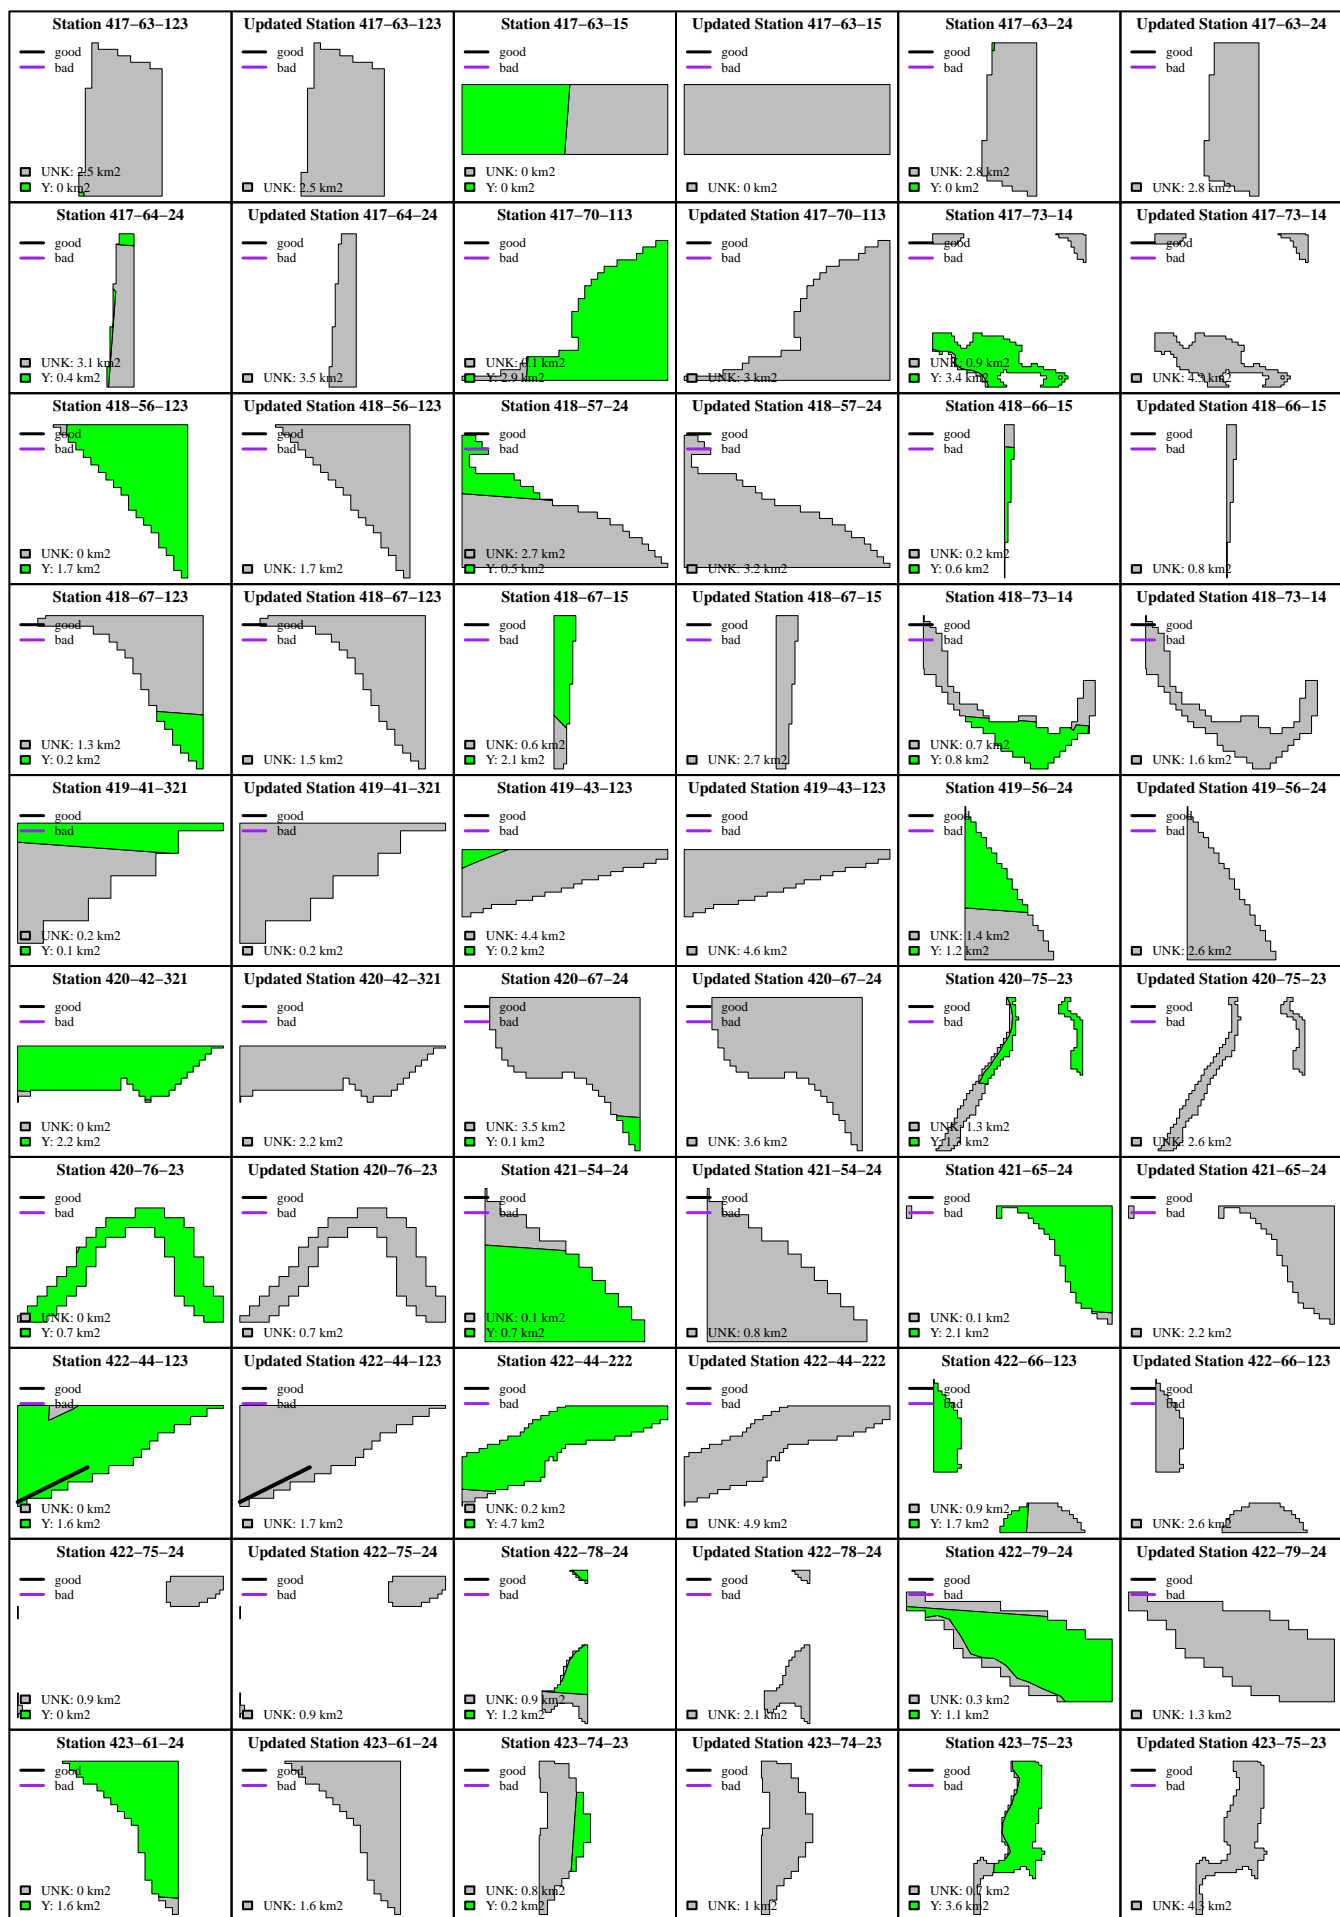 Station 417−63−123
good
bad
UNK: 2.5 km2
Y: 0 km2
Updated Station 417−63−123
good
bad
UNK: 2.5 km2
Station 417−63−15
good
bad
UNK: 0 km2
Y: 0 km2
Updated Station 417−63−15
good
bad
UNK: 0 km2
Station 417−63−24
good
bad
UNK: 2.8 km2
Y: 0 km2
Updated Station 417−63−24
good
bad
UNK: 2.8 km2
Station 417−64−24
good
bad
UNK: 3.1 km2
Y: 0.4 km2
Updated Station 417−64−24
good
bad
UNK: 3.5 km2
Station 417−70−113
good
bad
UNK: 0.1 km2
Y: 2.9 km2
Updated Station 417−70−113
good
bad
UNK: 3 km2
Station 417−73−14
good
bad
UNK: 0.9 km2
Y: 3.4 km2
Updated Station 417−73−14
good
bad
UNK: 4.3 km2
Station 418−56−123
good
bad
UNK: 0 km2
Y: 1.7 km2
Updated Station 418−56−123
good
bad
UNK: 1.7 km2
Station 418−57−24
good
bad
UNK: 2.7 km2
Y: 0.5 km2
Updated Station 418−57−24
good
bad
UNK: 3.2 km2
Station 418−66−15
good
bad
UNK: 0.2 km2
Y: 0.6 km2
Updated Station 418−66−15
good
bad
UNK: 0.8 km2
Station 418−67−123
good
bad
UNK: 1.3 km2
Y: 0.2 km2
Updated Station 418−67−123
good
bad
UNK: 1.5 km2
Station 418−67−15
good
bad
UNK: 0.6 km2
Y: 2.1 km2
Updated Station 418−67−15
good
bad
UNK: 2.7 km2
Station 418−73−14
good
bad
UNK: 0.7 km2
Y: 0.8 km2
Updated Station 418−73−14
good
bad
UNK: 1.6 km2
Station 419−41−321
good
bad
UNK: 0.2 km2
Y: 0.1 km2
Updated Station 419−41−321
good
bad
UNK: 0.2 km2
Station 419−43−123
good
bad
UNK: 4.4 km2
Y: 0.2 km2
Updated Station 419−43−123
good
bad
UNK: 4.6 km2
Station 419−56−24
good
bad
UNK: 1.4 km2
Y: 1.2 km2
Updated Station 419−56−24
good
bad
UNK: 2.6 km2
Station 420−42−321
good
bad
UNK: 0 km2
Y: 2.2 km2
Updated Station 420−42−321
good
bad
UNK: 2.2 km2
Station 420−67−24
good
bad
UNK: 3.5 km2
Y: 0.1 km2
Updated Station 420−67−24
good
bad
UNK: 3.6 km2
Station 420−75−23
good
bad
UNK: 1.3 km2
Y: 1.3 km2
Updated Station 420−75−23
good
bad
UNK: 2.6 km2
Station 420−76−23
good
bad
UNK: 0 km2
Y: 0.7 km2
Updated Station 420−76−23
good
bad
UNK: 0.7 km2
Station 421−54−24
good
bad
UNK: 0.1 km2
Y: 0.7 km2
Updated Station 421−54−24
good
bad
UNK: 0.8 km2
Station 421−65−24
good
bad
UNK: 0.1 km2
Y: 2.1 km2
Updated Station 421−65−24
good
bad
UNK: 2.2 km2
Station 422−44−123
good
bad
UNK: 0 km2
Y: 1.6 km2
Updated Station 422−44−123
good
bad
UNK: 1.7 km2
Station 422−44−222
good
bad
UNK: 0.2 km2
Y: 4.7 km2
Updated Station 422−44−222
good
bad
UNK: 4.9 km2
Station 422−66−123
good
bad
UNK: 0.9 km2
Y: 1.7 km2
Updated Station 422−66−123
good
bad
UNK: 2.6 km2
Station 422−75−24
good
bad
UNK: 0.9 km2
Y: 0 km2
Updated Station 422−75−24
good
bad
UNK: 0.9 km2
Station 422−78−24
good
bad
UNK: 0.9 km2
Y: 1.2 km2
Updated Station 422−78−24
good
bad
UNK: 2.1 km2
Station 422−79−24
good
bad
UNK: 0.3 km2
Y: 1.1 km2
Updated Station 422−79−24
good
bad
UNK: 1.3 km2
Station 423−61−24
good
bad
UNK: 0 km2
Y: 1.6 km2
Updated Station 423−61−24
good
bad
UNK: 1.6 km2
Station 423−74−23
good
bad
UNK: 0.8 km2
Y: 0.2 km2
Updated Station 423−74−23
good
bad
UNK: 1 km2
Station 423−75−23
good
bad
UNK: 0.7 km2
Y: 3.6 km2
Updated Station 423−75−23
good
bad
UNK: 4.3 km2